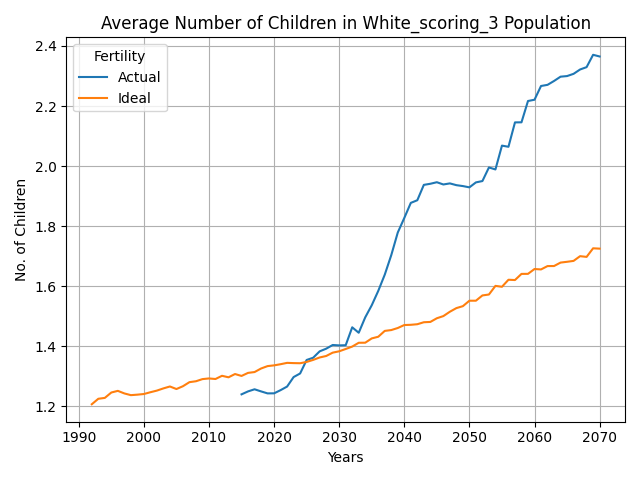 Average Number of Children in White_scoring_3 Population
Fertility
Actual
Ideal
No. of Children
2.4
2.2
2.0
1.8
1.6
1.4
1.2
1990 2000 2010 2020 2030 2040 2050 2060 2070
Years